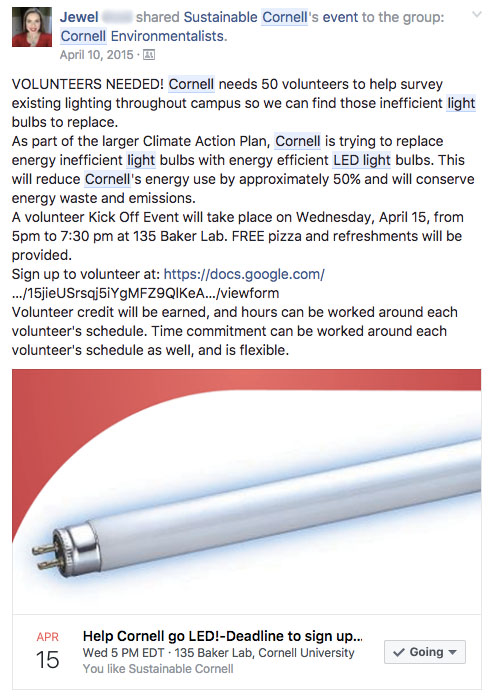 Jewel shared Sustainable Cornell's event to the group:
Cornell Environmentalists.
April 10, 2015 ·
VOLUNTEERS NEEDED! Cornell needs 50 volunteers to help survey
existing lighting throughout campus so we can find those inefficient light
bulbs to replace.
As part of the larger Climate Action Plan, Cornell is trying to replace
energy inefficient light bulbs with energy efficient LED light bulbs. This
will reduce Cornell's energy use by approximately 50% and will conserve
energy waste and emissions.
A volunteer Kick Off Event will take place on Wednesday, April 15, from
5pm to 7:30 pm at 135 Baker Lab. FREE pizza and refreshments will be
provided.
Sign up to volunteer at: https://docs.google.com/
.../15jieUSrsqj5iYgMFZ9QlKeA.../viewform
Volunteer credit will be earned, and hours can be worked around each
volunteer's schedule. Time commitment can be worked around each
volunteer's schedule as well, and is flexible.
APR
15
Help Cornell go LED!-Deadline to sign up...
Wed 5 PM EDT · 135 Baker Lab, Cornell University
You like Sustainable Cornell
Going